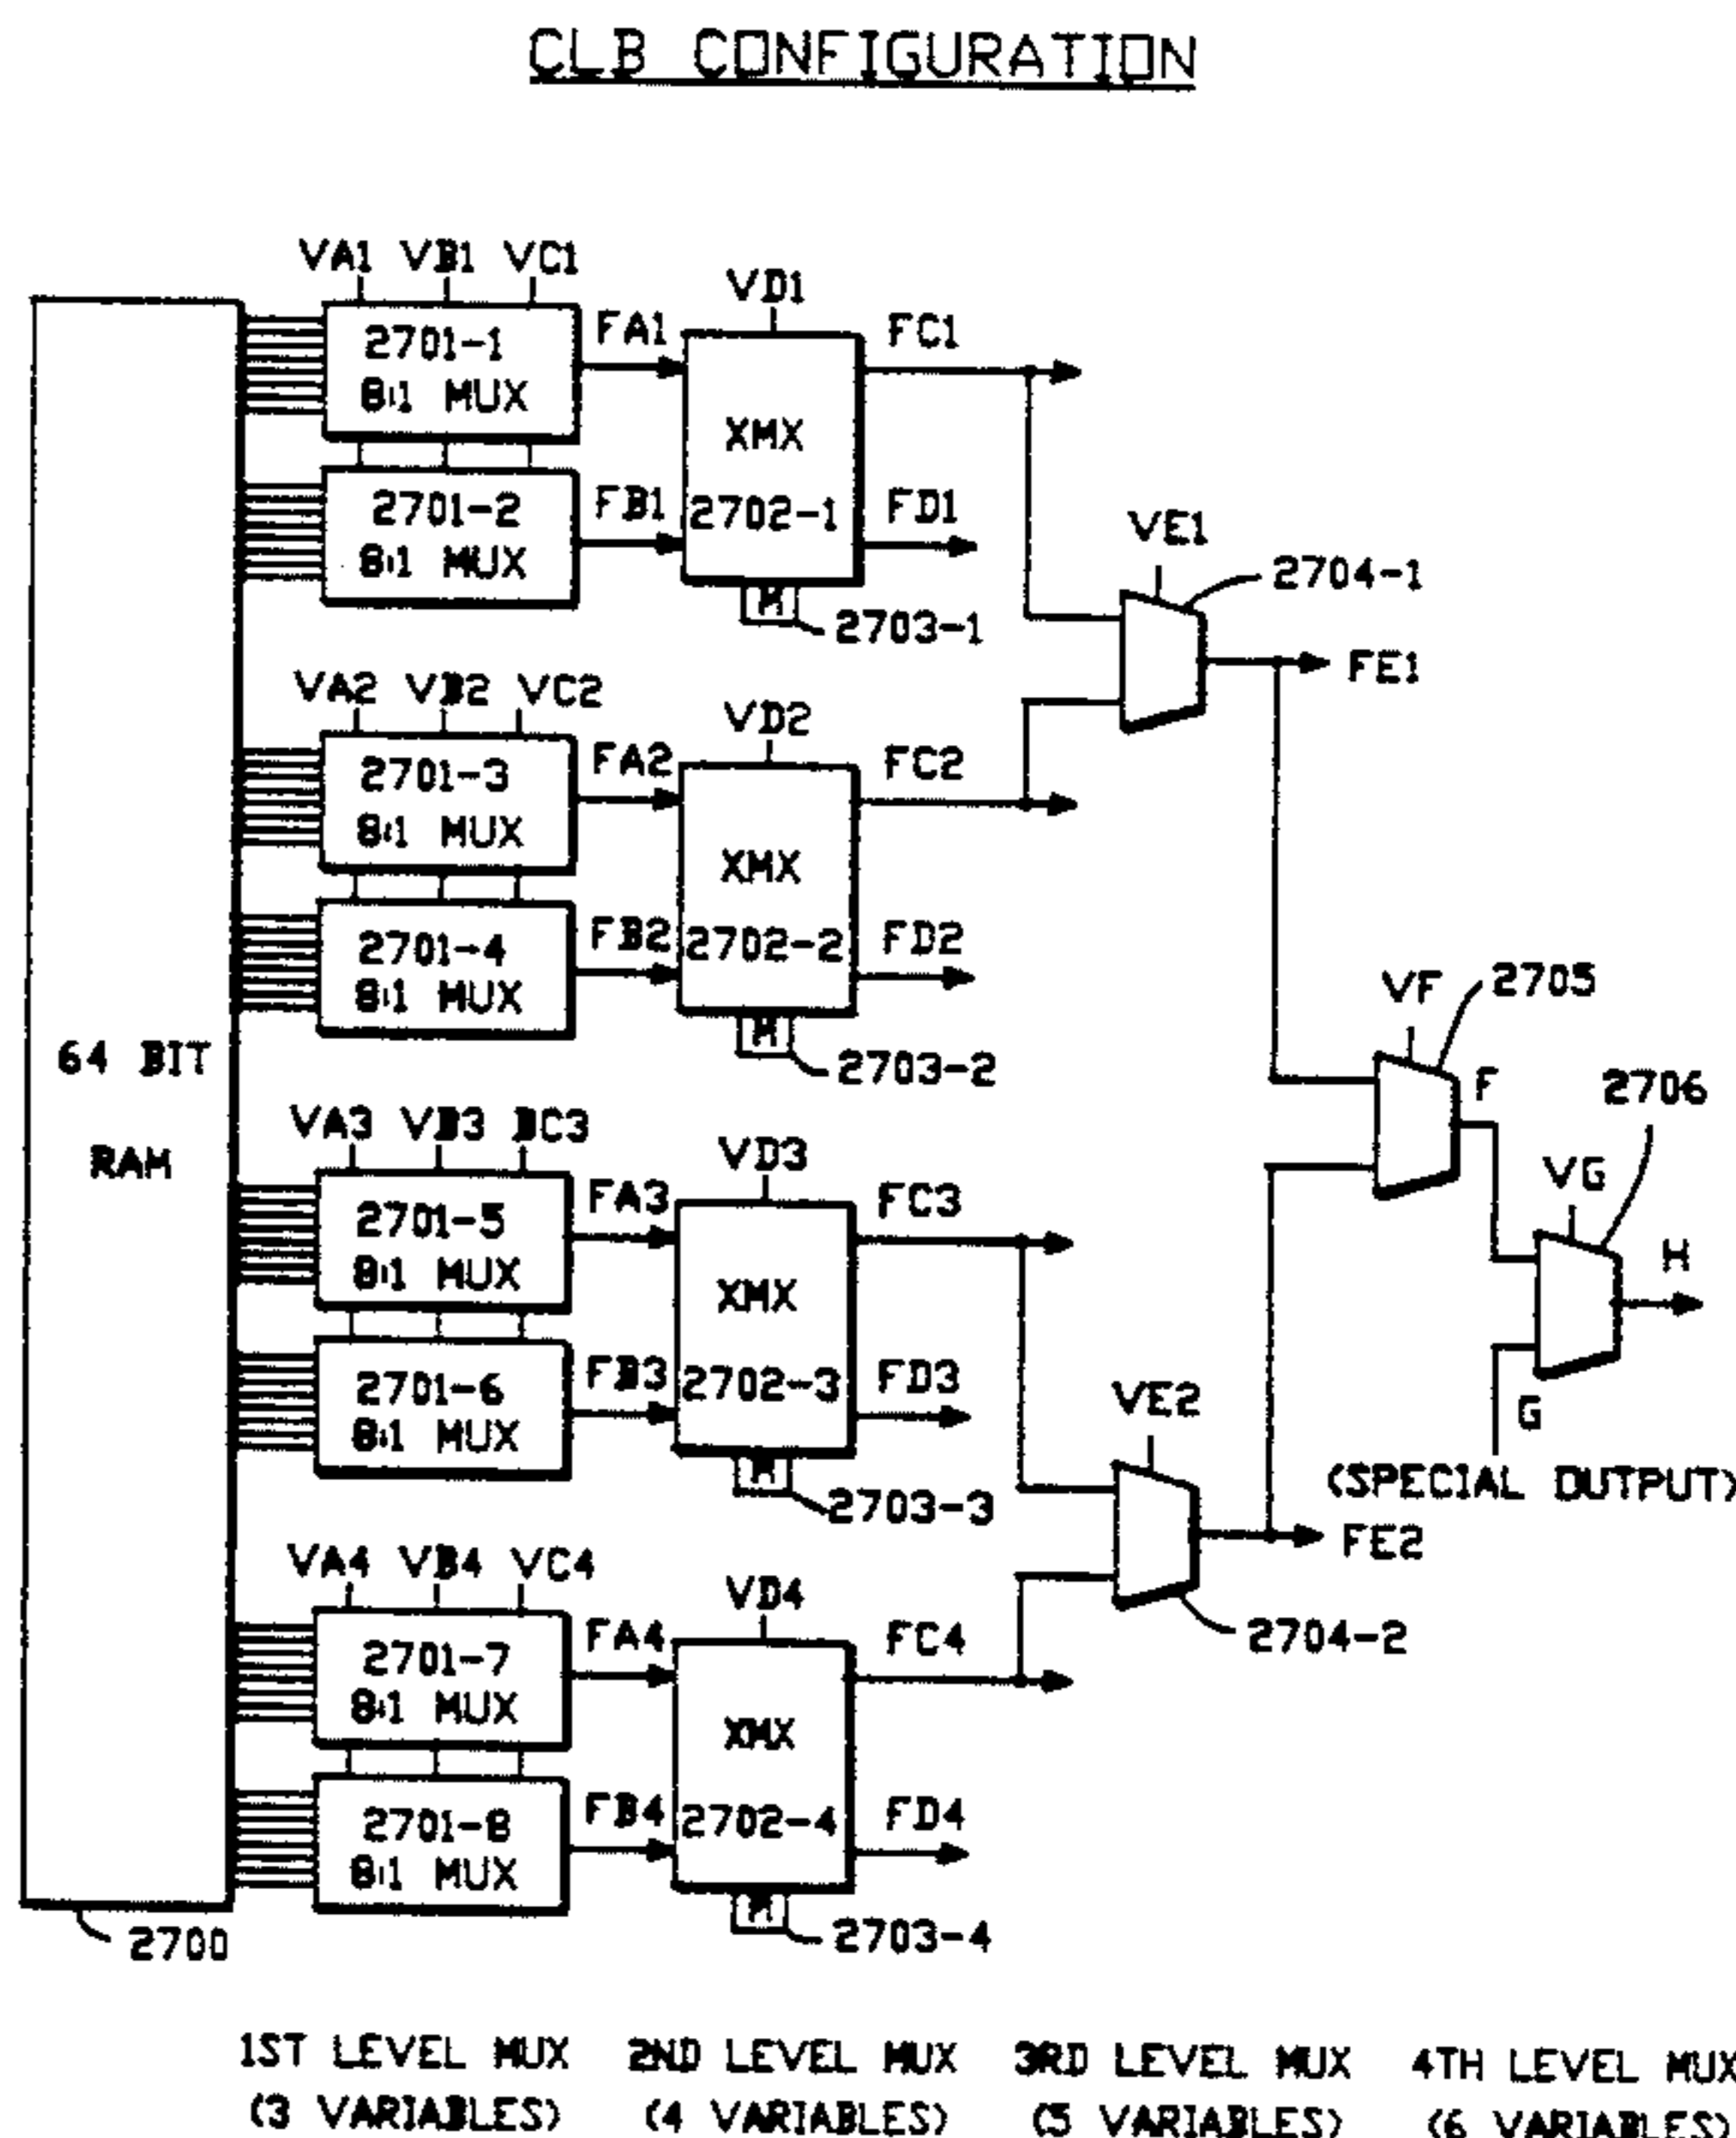 CLB CONFIGURATION
VA1 VB1 VC1
2701-1
8:1 MUX
FA1
VD1
FC1
XMX
2702-1
2701-2
8:1 MUX
FB1
FD1
M
2703-1
VE1
2704-1
FE1
VA2 VB2 VC2
2701-3
8:1 MUX
FA2
VD2
FC2
XMX
2702-2
2701-4
8:1 MUX
FB2
FD2
M
2703-2
64 BIT
RAM
VF
2705
F
2706
VG
H
G
(SPECIAL OUTPUT)
VA3 VB3 BC3
2701-5
8:1 MUX
FA3
VD3
FC3
XMX
2702-3
2701-6
8:1 MUX
FB3
FD3
M
2703-3
VE2
FE2
2704-2
VA4 VB4 VC4
2701-7
8:1 MUX
FA4
VD4
FC4
XMX
2702-4
2701-8
8:1 MUX
FB4
FD4
M
2703-4
2700
1ST LEVEL MUX 2ND LEVEL MUX 3RD LEVEL MUX 4TH LEVEL MUX
(3 VARIABLES) (4 VARIABLES) (5 VARIABLES) (6 VARIABLES)